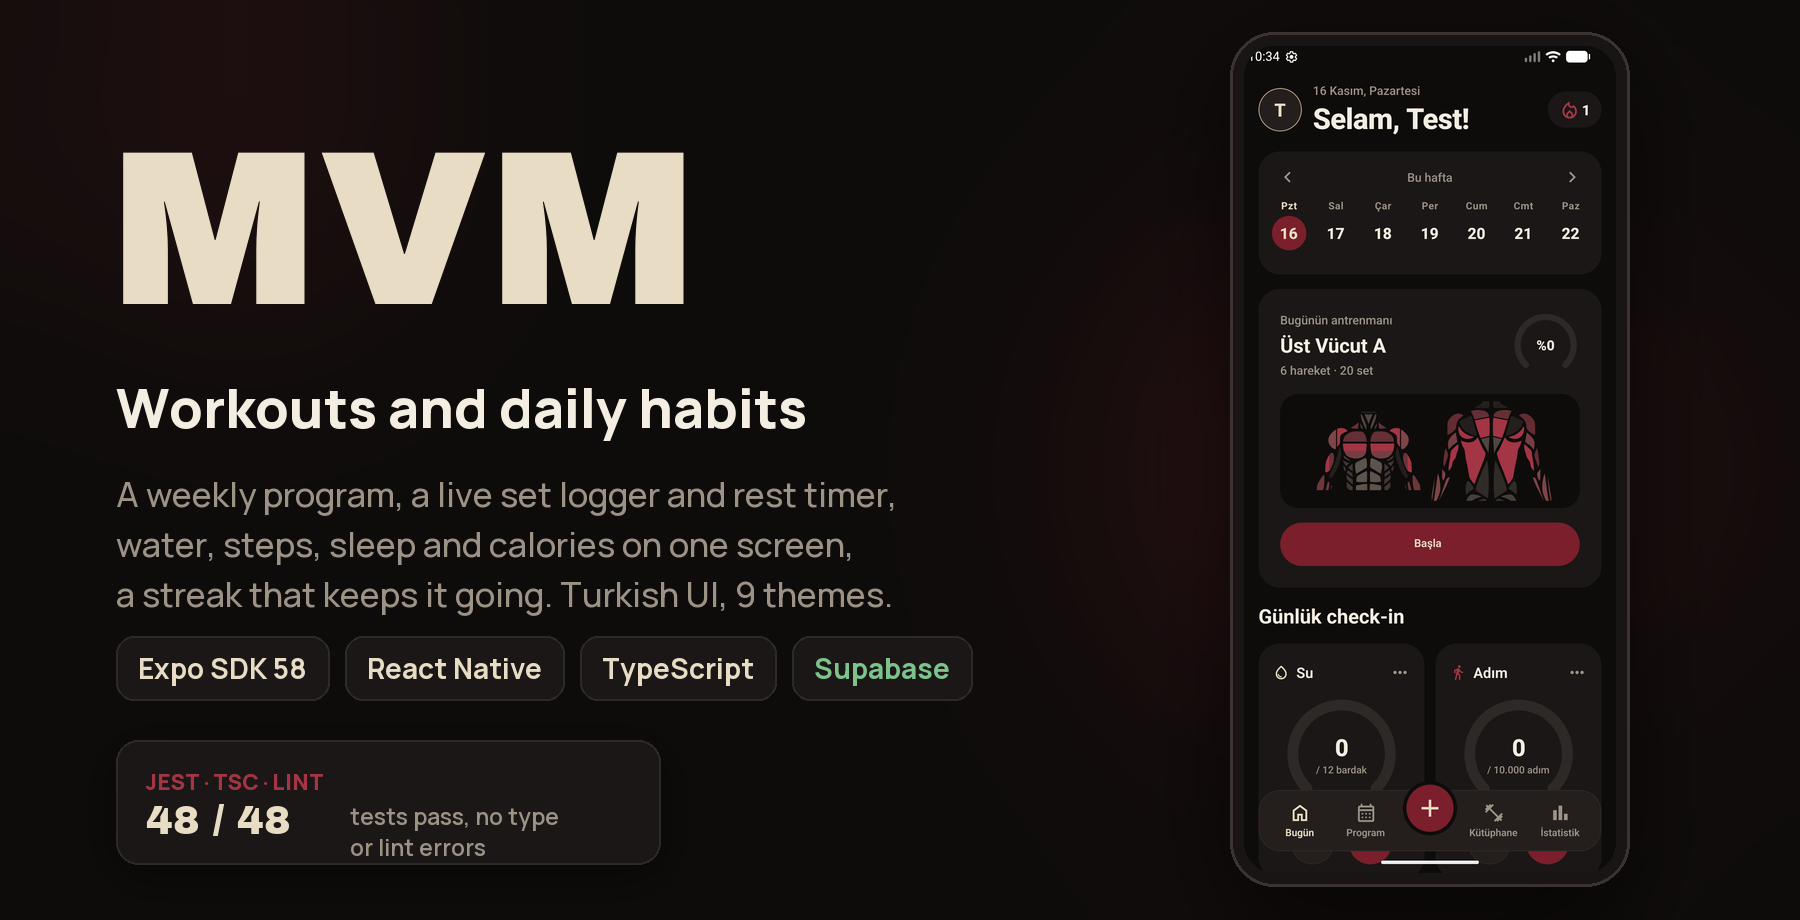 MVM
Workouts and daily habits
A weekly program, a live set logger and rest timer,
water, steps, sleep and calories on one screen,
a streak that keeps it going. Turkish UI, 9 themes.
Expo SDK 58
React Native
TypeScript
Supabase
JEST · TSC · LINT
48 / 48
tests pass, no type
or lint errors
0:34
T
16 Kasım, Pazartesi
Selam, Test!
1
Bu hafta
Pzt Sal Çar Per Cum Cmt Paz
16 17 18 19 20 21 22
Bugünün antrenmanı
Üst Vücut A
6 hareket · 20 set
%0
Başla
Günlük check-in
Su
Adım
0
/ 12 bardak
0
/ 10.000 adım
Bugün
Program
Kütüphane
İstatistik